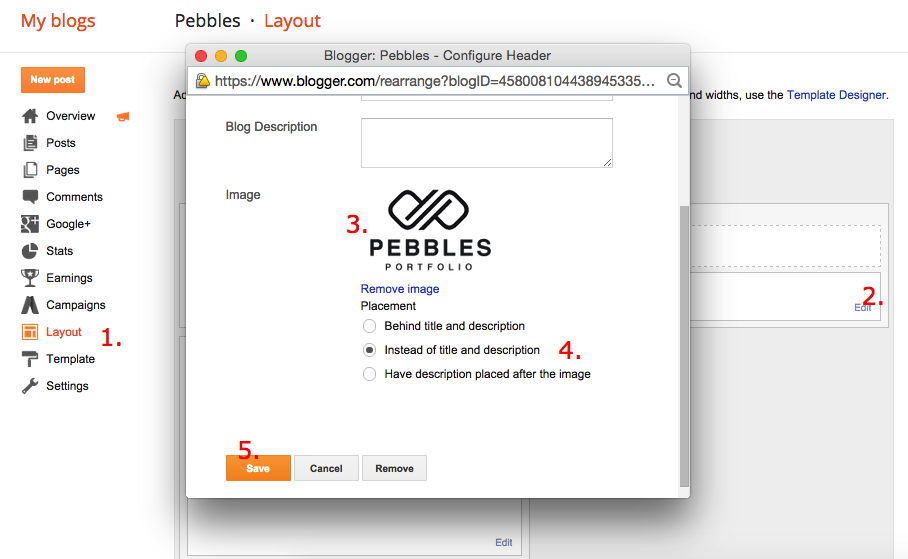 My blogs
Pebbles · Layout
Blogger: Pebbles - Configure Header
https://www.blogger.com/rearrange?blogID=458008104438945335…
New post
nd widths, use the Template Designer.
Overview
Posts
Pages
Comments
Google+
Stats
Earnings
Campaigns
Layout
1.
Template
Settings
Blog Description
Image
3.
PEBBLES
PORTFOLIO
Remove image
Placement
Behind title and description
Instead of title and description
4.
Have description placed after the image
5.
Save
Cancel
Remove
2.
Edit
Edit